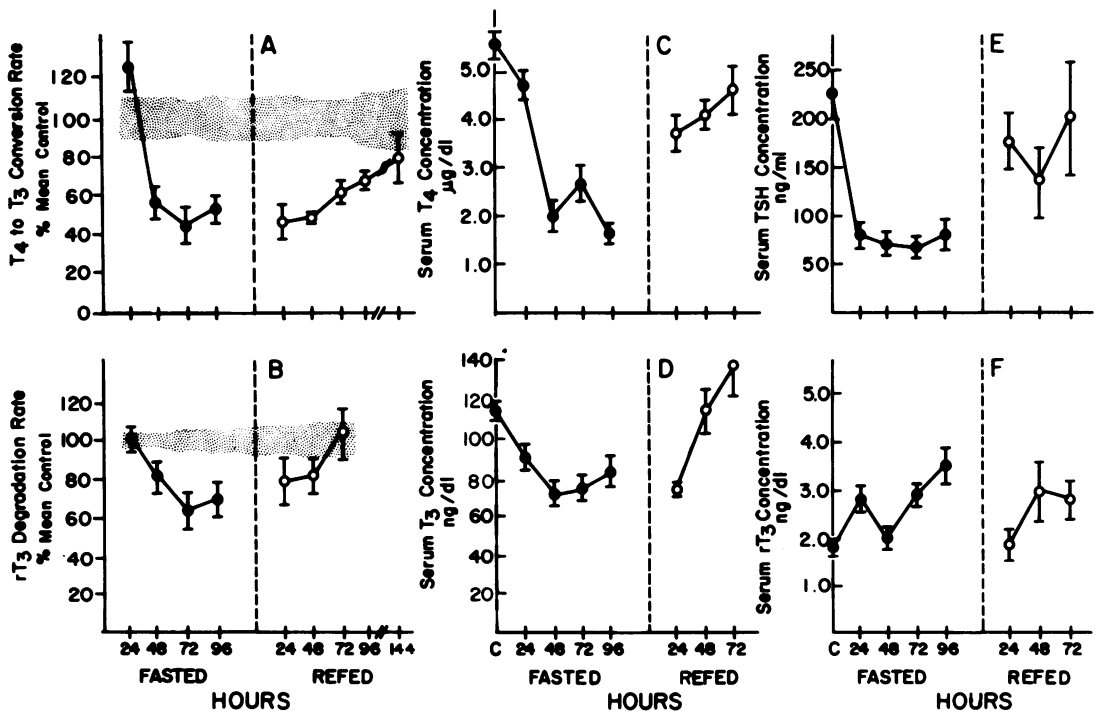 A
T4 to T3 Conversion Rate
% Mean Control
120
100
80
60
40
20
0
C
Serum T4 Concentration
µg/dl
5.0
4.0
3.0
2.0
1.0
E
Serum TSH Concentration
ng/ml
250
200
150
100
50
B
rT3 Degradation Rate
% Mean Control
120
100
80
60
40
20
24 48 72 96 24 48 72 96 144
FASTED REFED
HOURS
D
Serum T3 Concentration
ng/dl
140
120
100
80
60
40
20
C 24 48 72 96 24 48 72
FASTED REFED
HOURS
F
Serum rT3 Concentration
ng/dl
5.0
4.0
3.0
2.0
1.0
C 24 48 72 96 24 48 72
FASTED REFED
HOURS